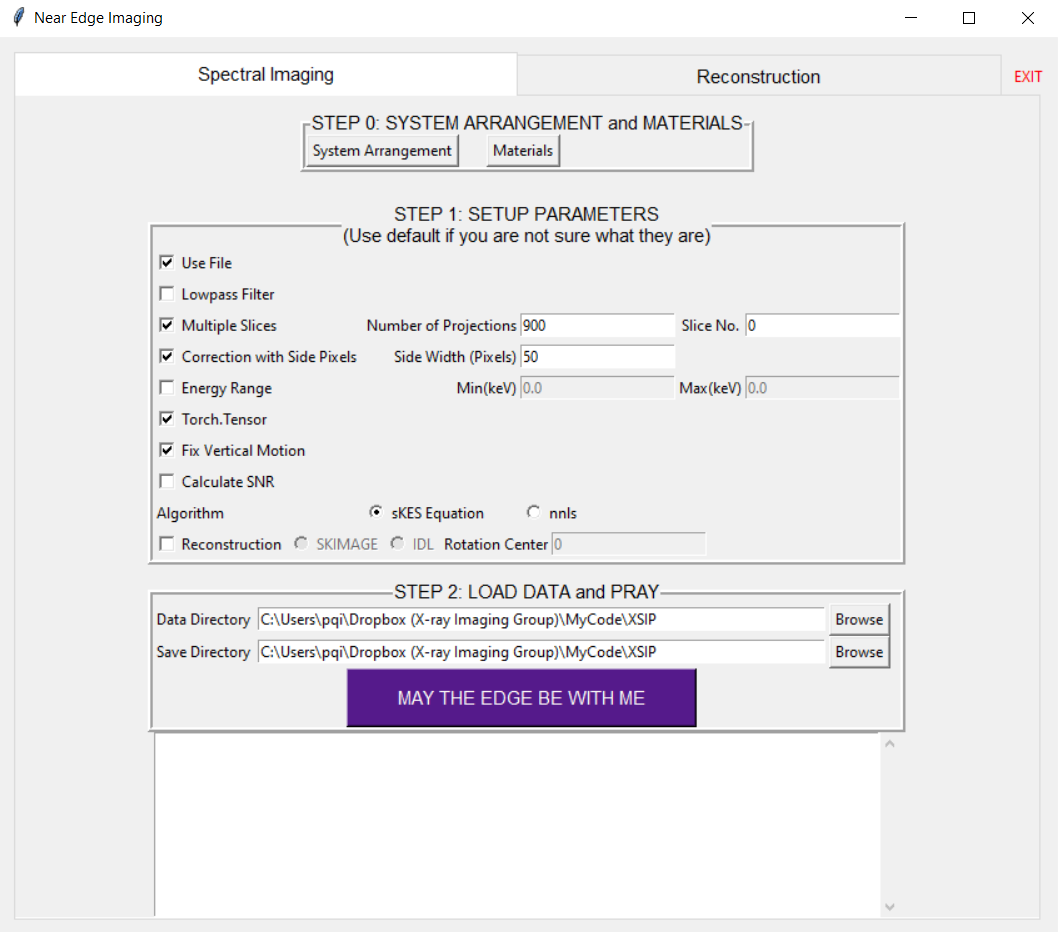 Near Edge Imaging
Spectral Imaging
Reconstruction
EXIT
STEP 0: SYSTEM ARRANGEMENT and MATERIALS
System Arrangement
Materials
STEP 1: SETUP PARAMETERS
(Use default if you are not sure what they are)
Use File
Lowpass Filter
Multiple Slices
Number of Projections 900
Slice No. 0
Correction with Side Pixels
Side Width (Pixels) 50
Energy Range
Min(keV) 0.0
Max(keV) 0.0
Torch.Tensor
Fix Vertical Motion
Calculate SNR
Algorithm
sKES Equation
nnls
Reconstruction
SKIMAGE
IDL
Rotation Center 0
STEP 2: LOAD DATA and PRAY
Data Directory C:\Users\pqi\Dropbox (X-ray Imaging Group)\MyCode\XSIP
Browse
Save Directory C:\Users\pqi\Dropbox (X-ray Imaging Group)\MyCode\XSIP
Browse
MAY THE EDGE BE WITH ME